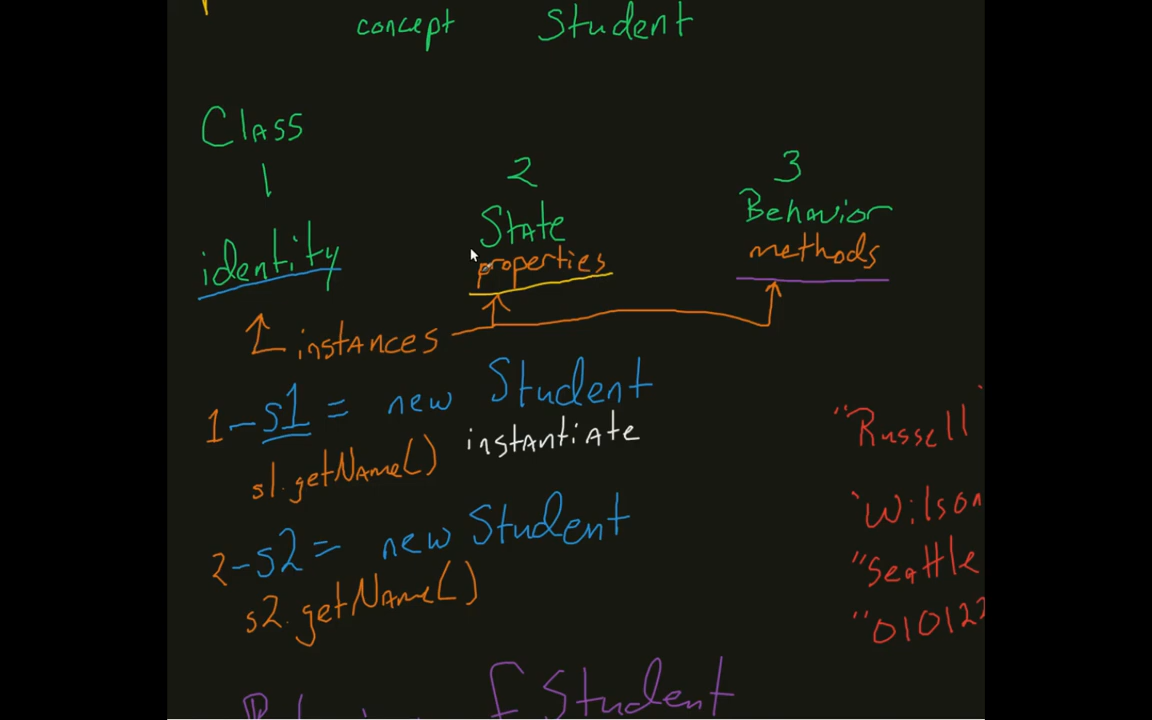 concept Student
Class
1 2 3
identity State Behavior
properties methods
instances
1-s1 = new Student
instantiate
s1.getName()
2-s2 = new Student
s2.getName()
"Russell
"Wilson
"Seattle
"010122
Student